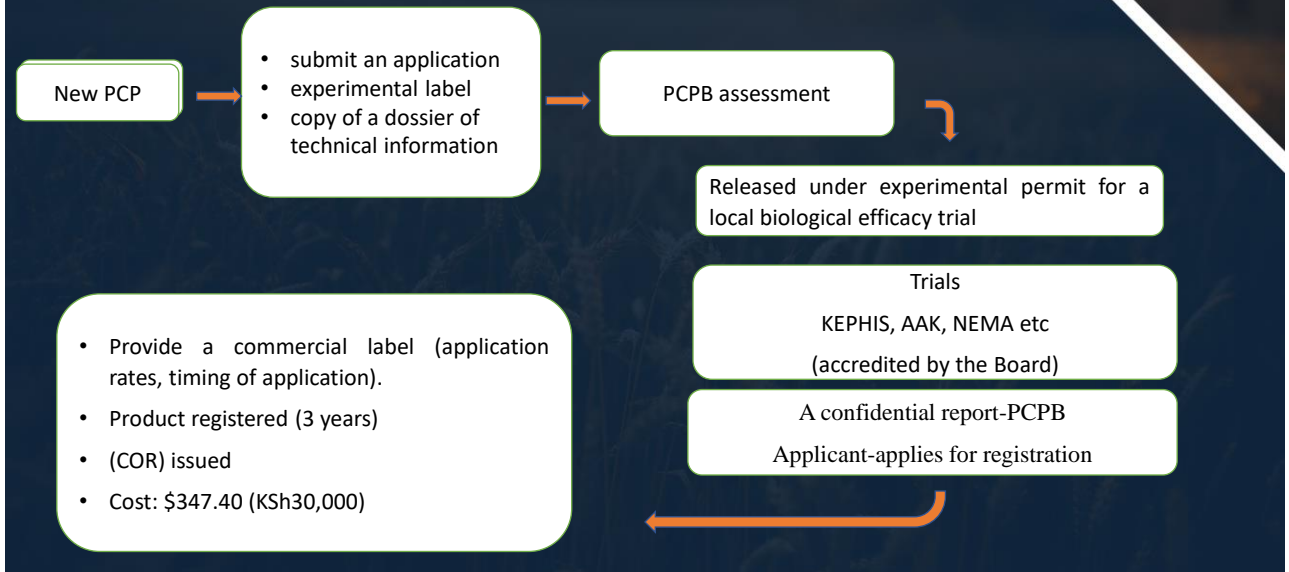 New PCP
• submit an application
• experimental label
• copy of a dossier of
technical information
PCPB assessment
Released under experimental permit for a
local biological efficacy trial
Trials
KEPHIS, AAK, NEMA etc
(accredited by the Board)
A confidential report-PCPB
Applicant-applies for registration
• Provide a commercial label (application
rates, timing of application).
• Product registered (3 years)
• (COR) issued
• Cost: $347.40 (KSh30,000)